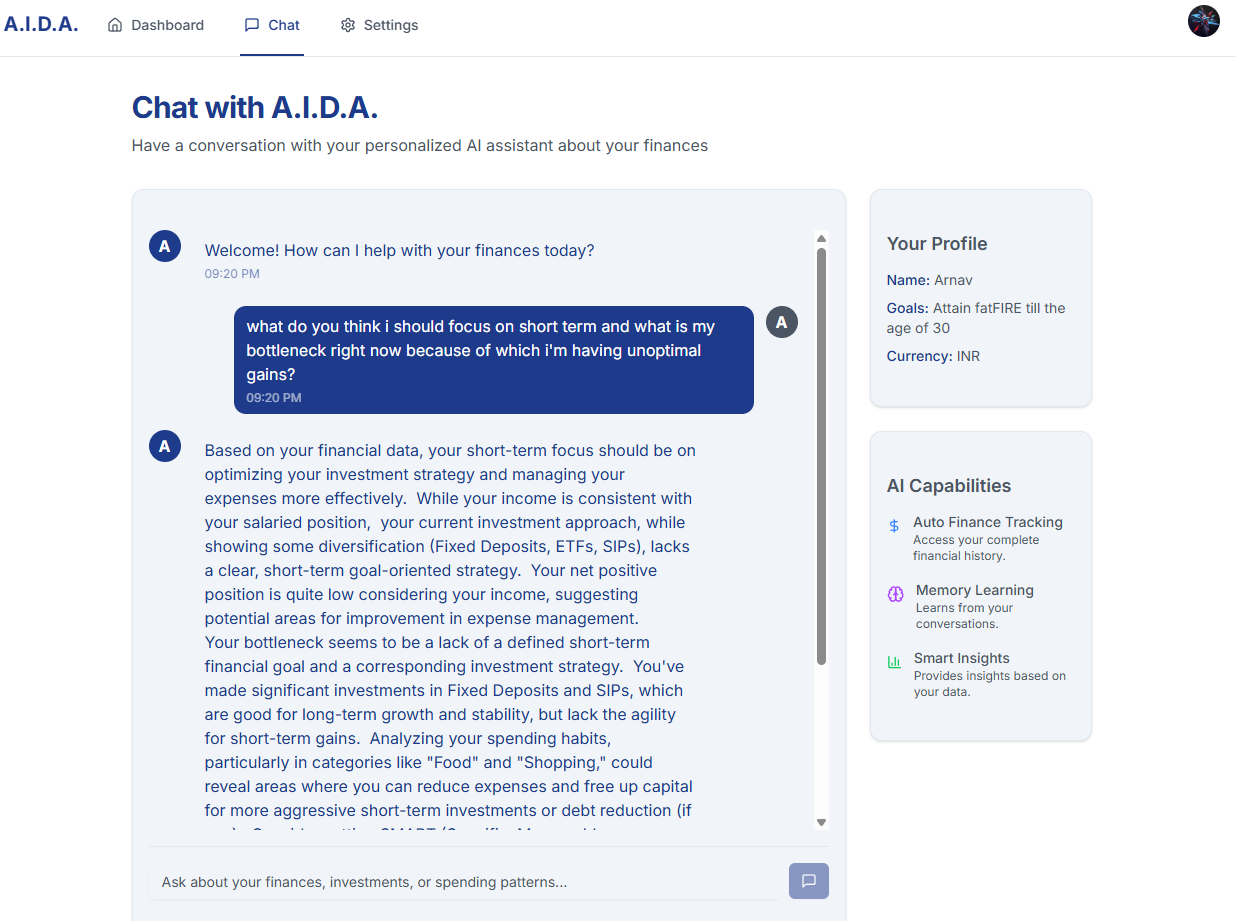 A.I.D.A.
Dashboard
Chat
Settings
Chat with A.I.D.A.
Have a conversation with your personalized AI assistant about your finances
A
Welcome! How can I help with your finances today?
09:20 PM
what do you think i should focus on short term and what is my
bottleneck right now because of which i'm having unoptimal
gains?
09:20 PM
A
A
Based on your financial data, your short-term focus should be on
optimizing your investment strategy and managing your
expenses more effectively.  While your income is consistent with
your salaried position,  your current investment approach, while
showing some diversification (Fixed Deposits, ETFs, SIPs), lacks
a clear, short-term goal-oriented strategy.  Your net positive
position is quite low considering your income, suggesting
potential areas for improvement in expense management.
Your bottleneck seems to be a lack of a defined short-term
financial goal and a corresponding investment strategy.  You've
made significant investments in Fixed Deposits and SIPs, which
are good for long-term growth and stability, but lack the agility
for short-term gains.  Analyzing your spending habits,
particularly in categories like "Food" and "Shopping," could
reveal areas where you can reduce expenses and free up capital
for more aggressive short-term investments or debt reduction (if
Ask about your finances, investments, or spending patterns...
Your Profile
Name: Arnav
Goals: Attain fatFIRE till the
age of 30
Currency: INR
AI Capabilities
Auto Finance Tracking
Access your complete
financial history.
Memory Learning
Learns from your
conversations.
Smart Insights
Provides insights based on
your data.